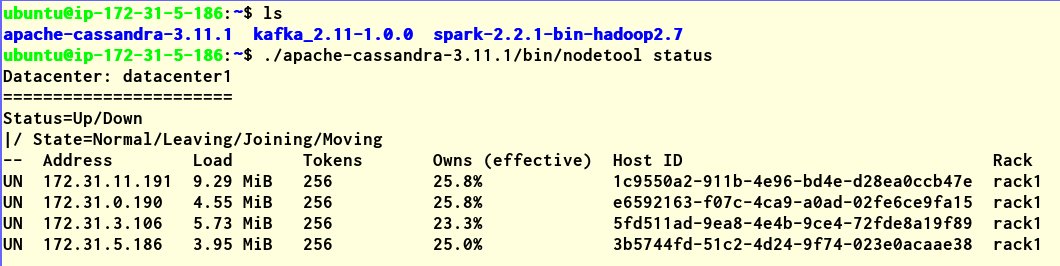 ubuntu@ip-172-31-5-186:~$ ls
apache-cassandra-3.11.1  kafka_2.11-1.0.0  spark-2.2.1-bin-hadoop2.7
ubuntu@ip-172-31-5-186:~$ ./apache-cassandra-3.11.1/bin/nodetool status
Datacenter: datacenter1
=======================
Status=Up/Down
|/ State=Normal/Leaving/Joining/Moving
--  Address        Load       Tokens       Owns (effective)  Host ID                               Rack
UN  172.31.11.191  9.29 MiB   256          25.8%             1c9550a2-911b-4e96-bd4e-d28ea0ccb47e  rack1
UN  172.31.0.190   4.55 MiB   256          25.8%             e6592163-f07c-4ca9-a0ad-02fe6ce9fa15  rack1
UN  172.31.3.106   5.73 MiB   256          23.3%             5fd511ad-9ea8-4e4b-9ce4-72fde8a19f89  rack1
UN  172.31.5.186   3.95 MiB   256          25.0%             3b5744fd-51c2-4d24-9f74-023e0acaae38  rack1